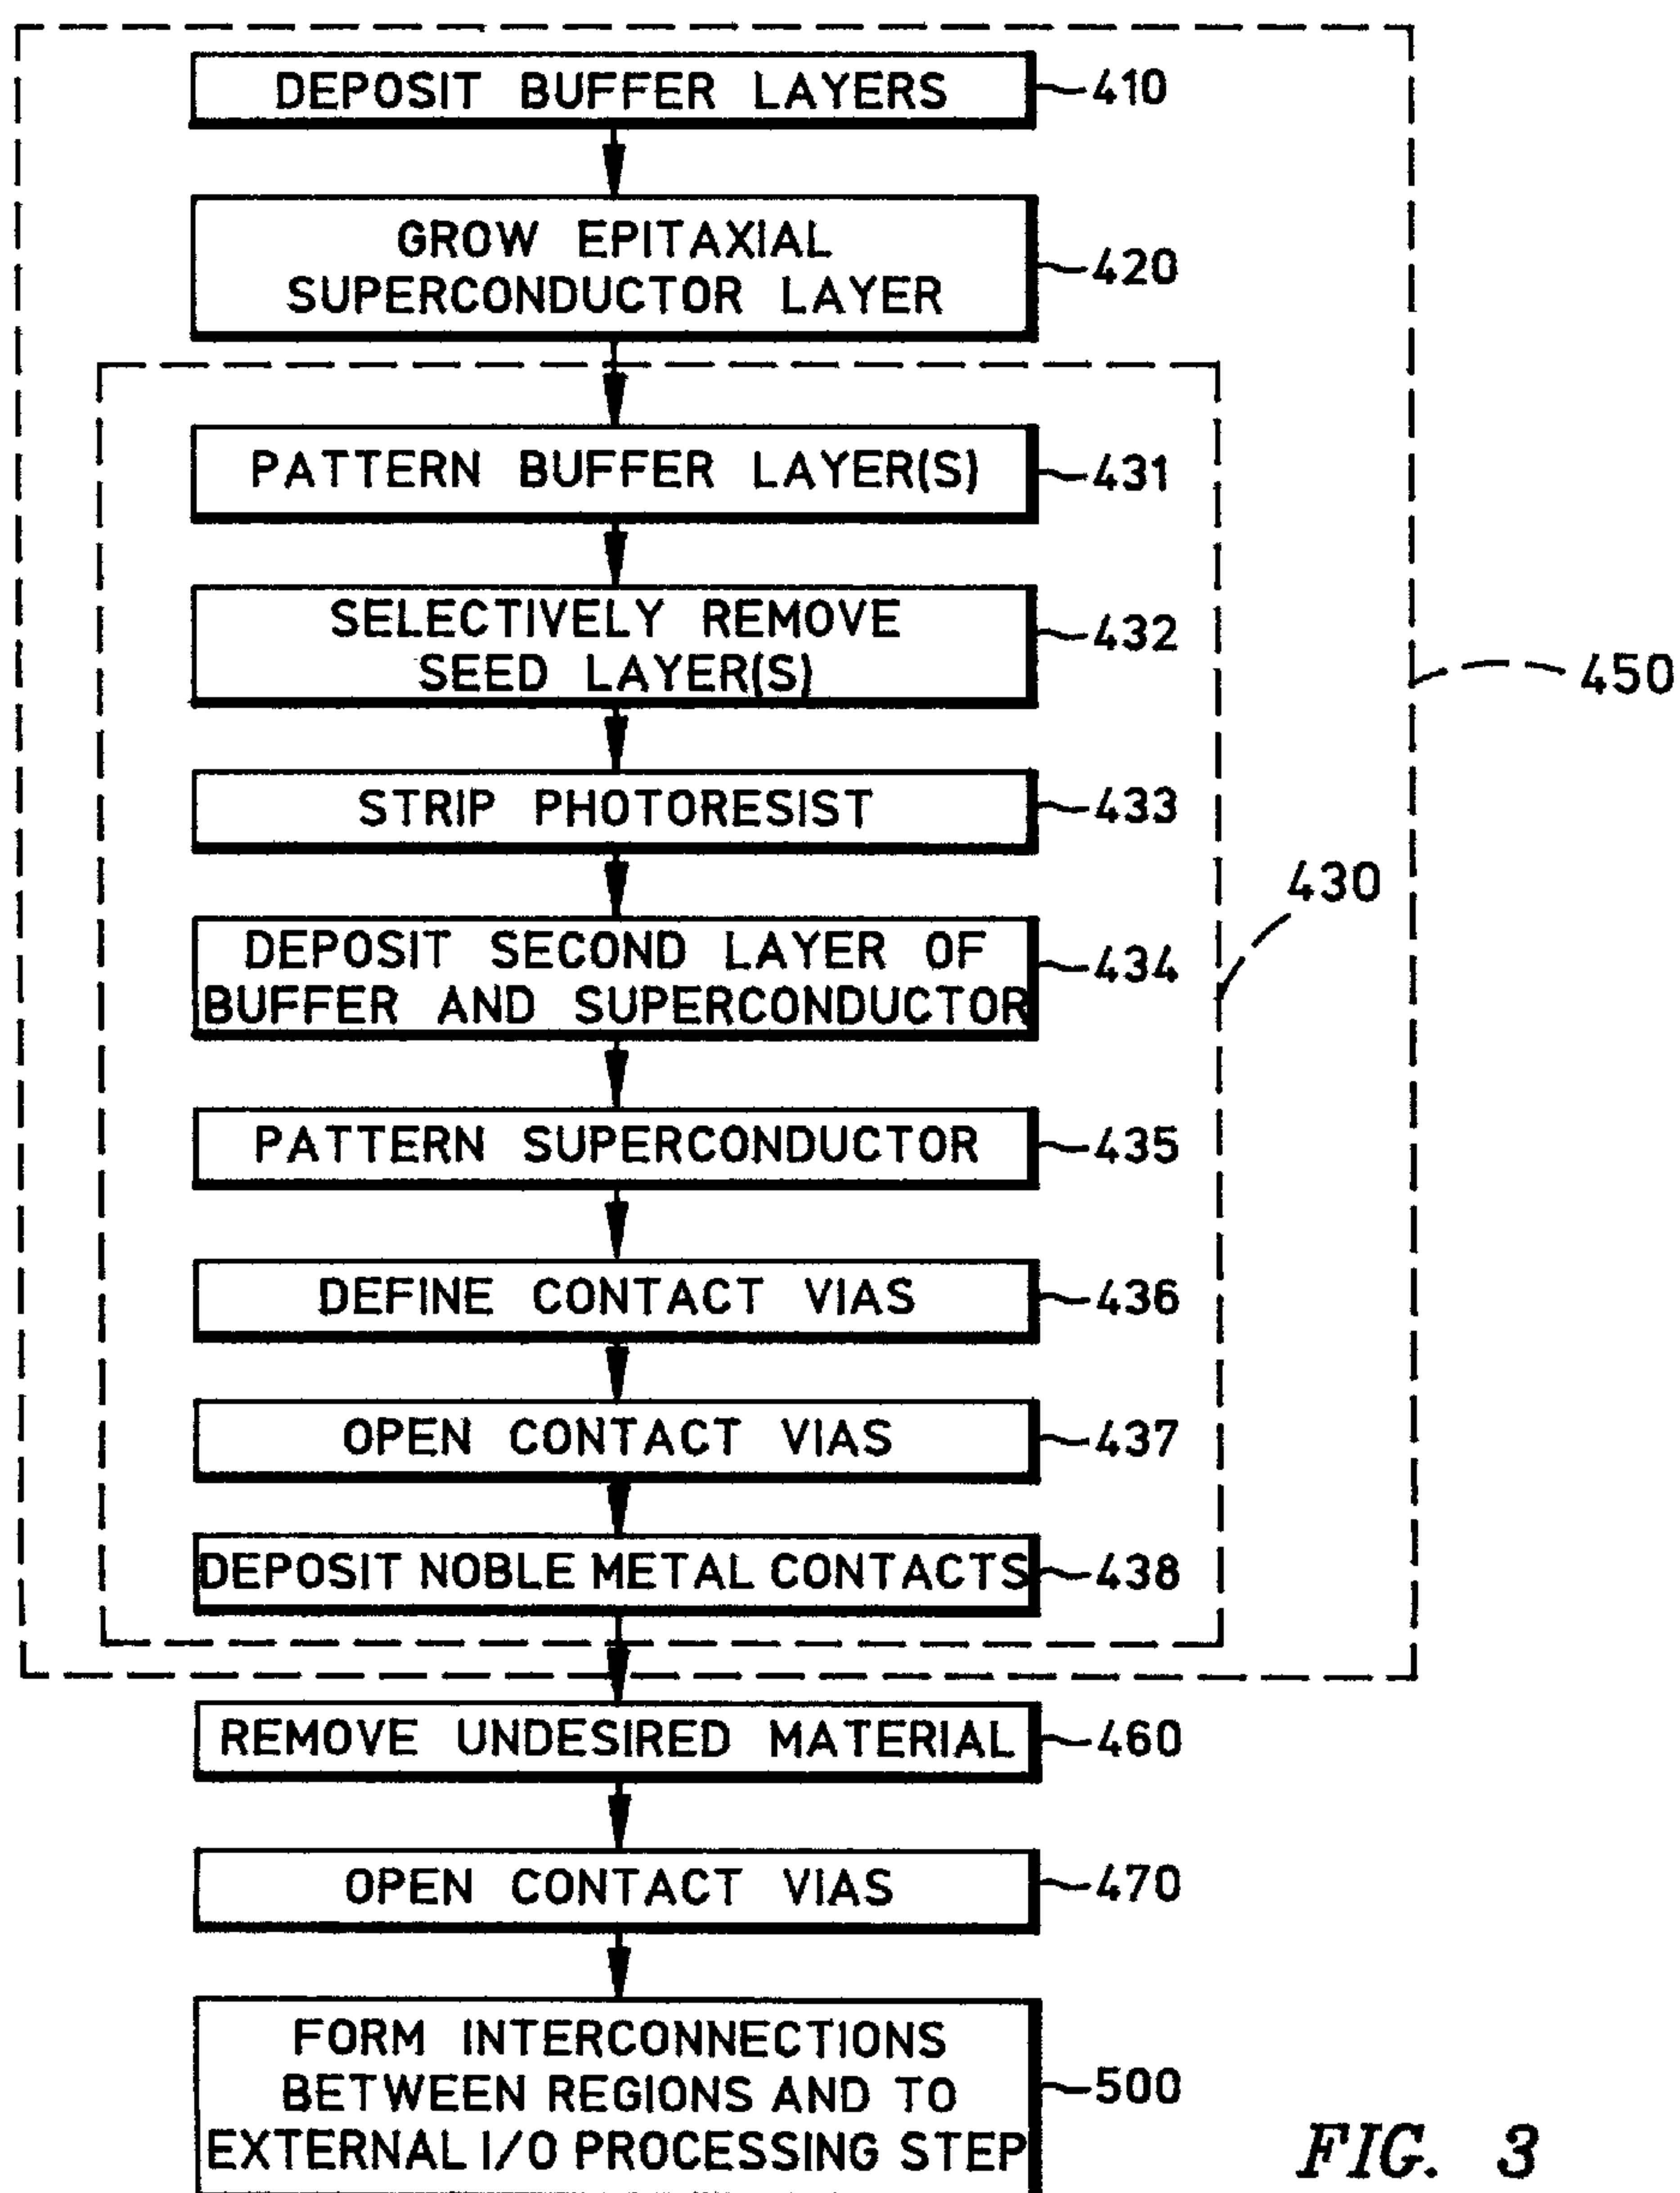 DEPOSIT BUFFER LAYERS
410
GROW EPITAXIAL
SUPERCONDUCTOR LAYER
420
PATTERN BUFFER LAYER(S)
431
SELECTIVELY REMOVE
SEED LAYER(S)
432
450
STRIP PHOTORESIST
433
430
DEPOSIT SECOND LAYER OF
BUFFER AND SUPERCONDUCTOR
434
PATTERN SUPERCONDUCTOR
435
DEFINE CONTACT VIAS
436
OPEN CONTACT VIAS
437
DEPOSIT NOBLE METAL CONTACTS
438
REMOVE UNDESIRED MATERIAL
460
OPEN CONTACT VIAS
470
FORM INTERCONNECTIONS
BETWEEN REGIONS AND TO
EXTERNAL I/O PROCESSING STEP
500
FIG. 3